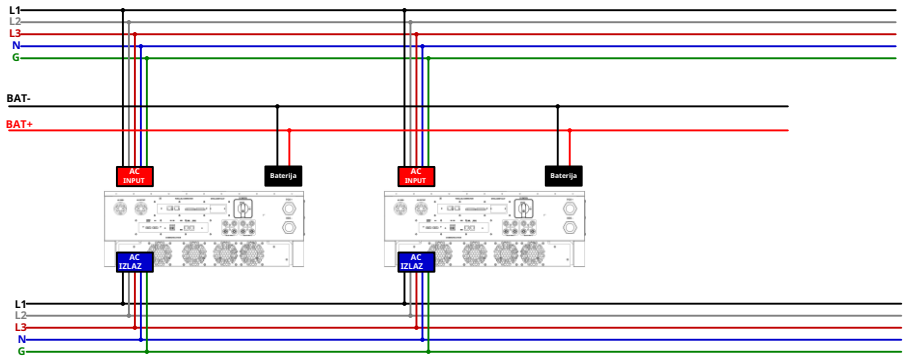 L1
L2
L3
N
G
BAT-
BAT+
AC
INPUT
Baterija
AC
INPUT
Baterija
AC
IZLAZ
AC
IZLAZ
L1
L2
L3
N
G